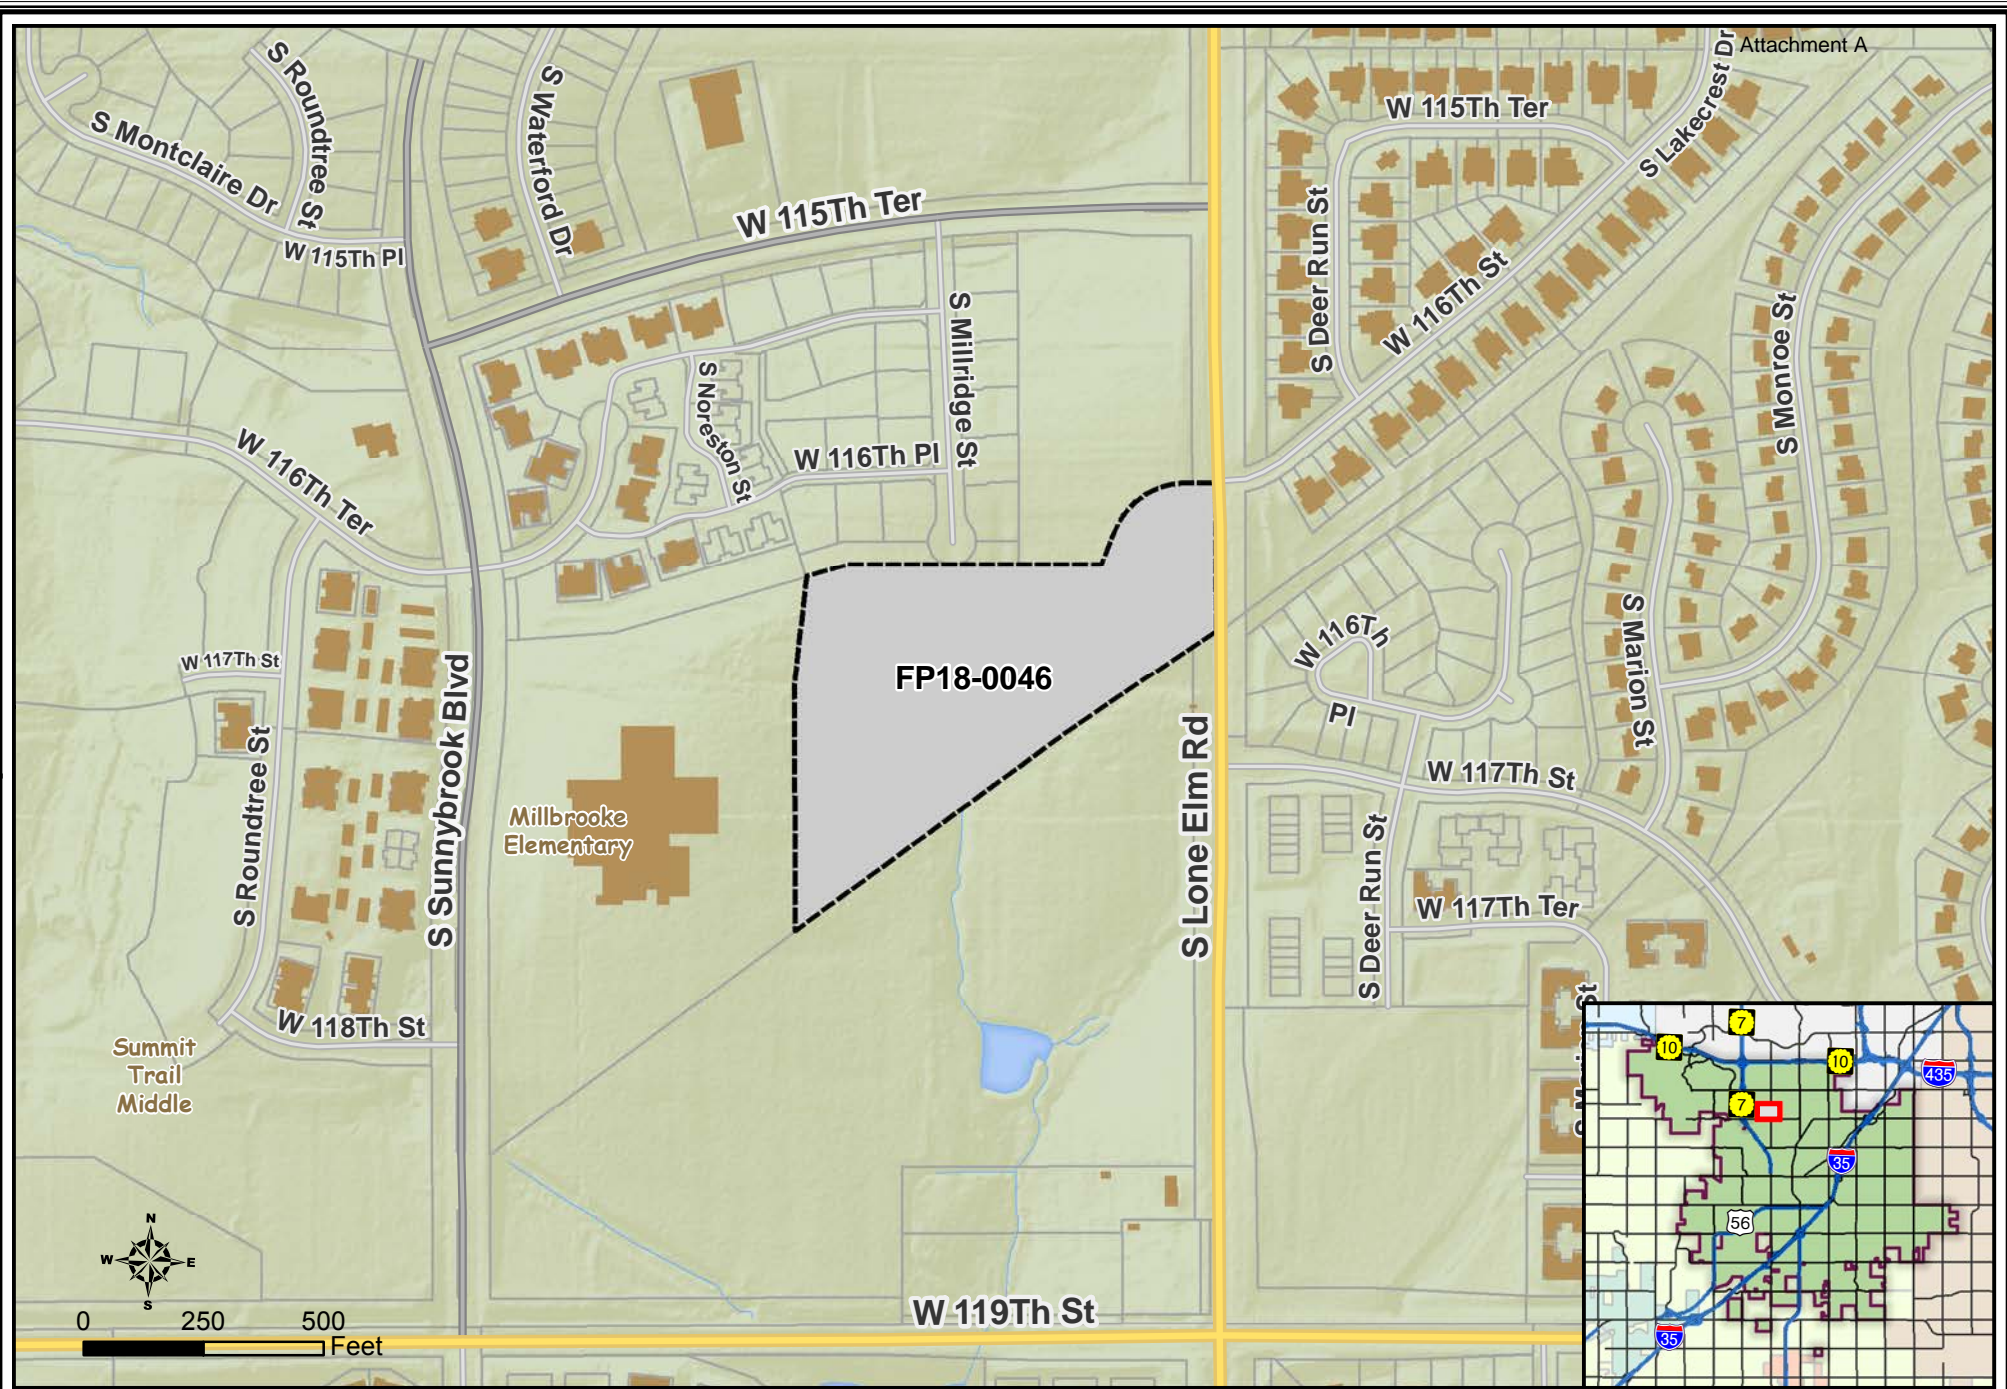 Attachment A
S Roundtree St
S Waterford Dr
S Lakecrest Dr
W 115Th Ter
S Montclaire Dr
W 115Th Ter
S Deer Run St
W 115Th Pl
W 116Th St
S Millridge St
S Monroe St
S Noreston St
W 116Th Pl
W 116Th Ter
S Marion St
W 116Th
Pl
W 117Th St
FP18-0046
S Sunnybrook Blvd
S Lone Elm Rd
W 117Th St
S Roundtree St
Millbrooke
Elementary
S Deer Run St
W 117Th Ter
W 118Th St
Summit
Trail
Middle
7
10
10
435
7
35
56
35
N
W
E
S
0 250 500
Feet
W 119Th St